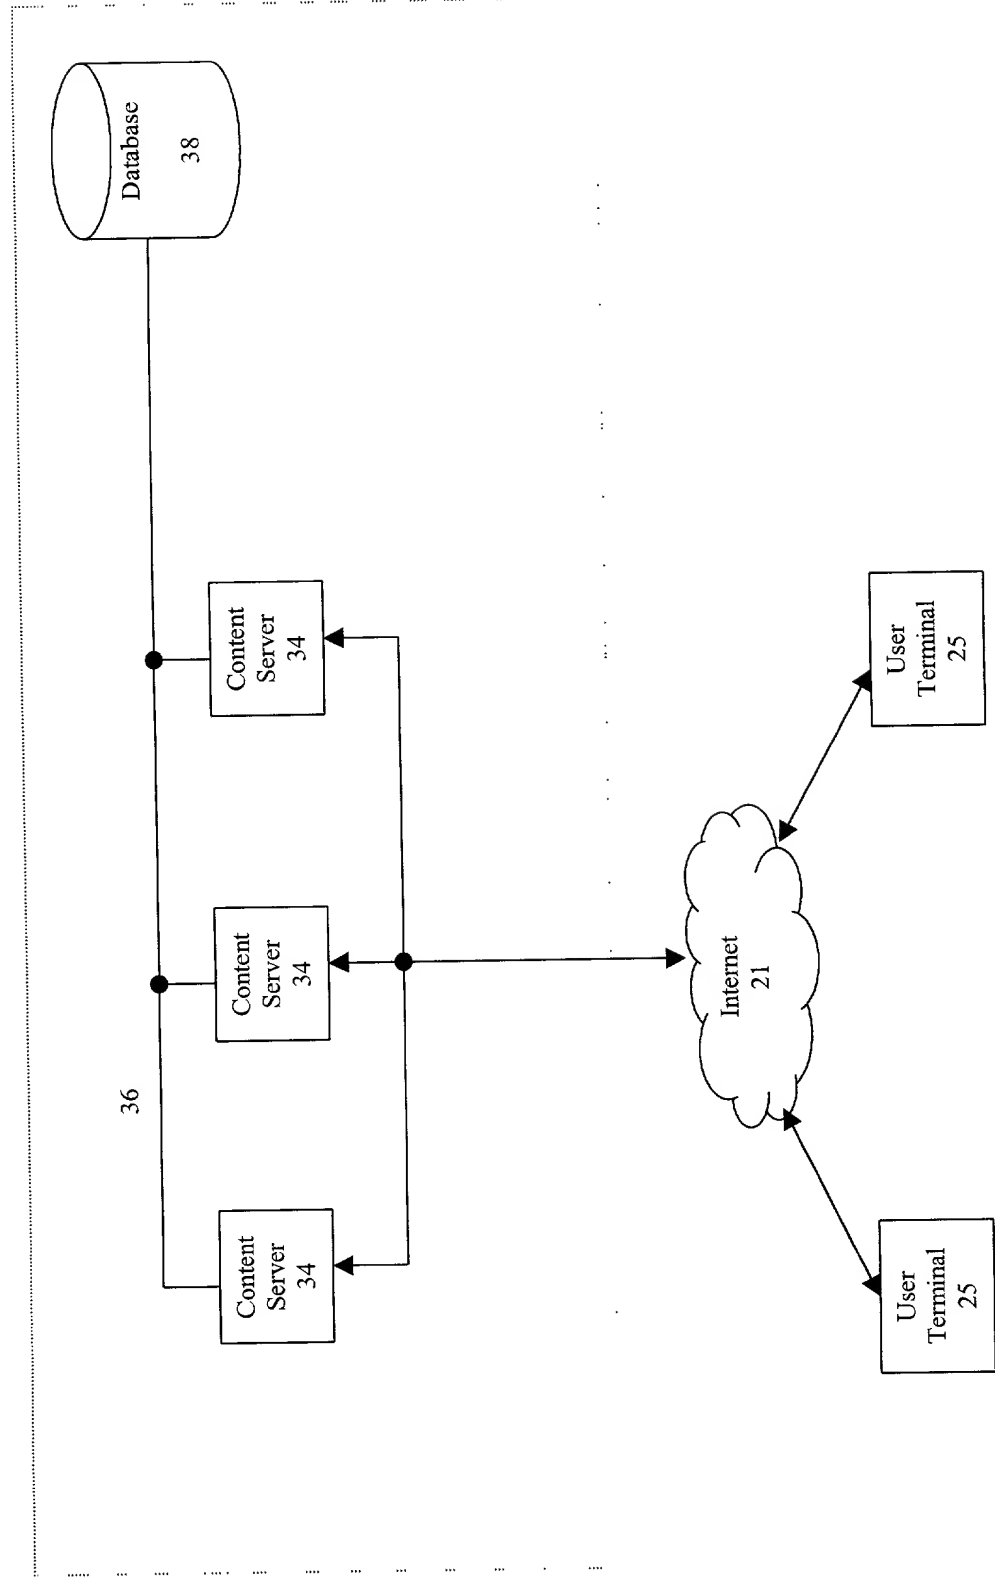 Database
38
36
Content
Server
34
Content
Server
34
Content
Server
34
Internet
21
User
Terminal
25
User
Terminal
25